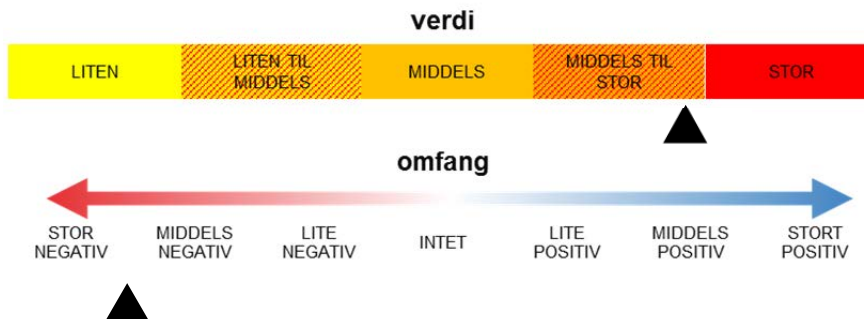 verdi
LITEN
LITEN TIL
MIDDELS
MIDDELS
MIDDELS TIL
STOR
STOR
omfang
STOR
NEGATIV
MIDDELS
NEGATIV
LITE
NEGATIV
INTET
LITE
POSITIV
MIDDELS
POSITIV
STORT
POSITIV